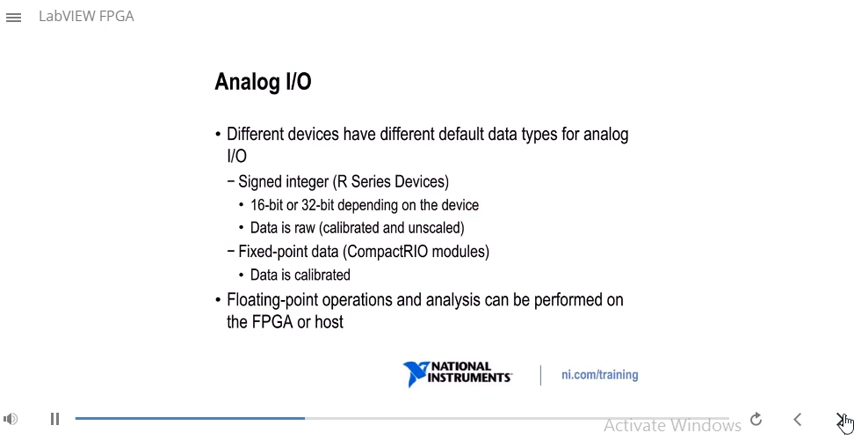 LabVIEW FPGA
Analog I/O
• Different devices have different default data types for analog
I/O
– Signed integer (R Series Devices)
• 16-bit or 32-bit depending on the device
• Data is raw (calibrated and unscaled)
– Fixed-point data (CompactRIO modules)
• Data is calibrated
• Floating-point operations and analysis can be performed on
the FPGA or host
NATIONAL
INSTRUMENTS
ni.com/training
Activate Windows